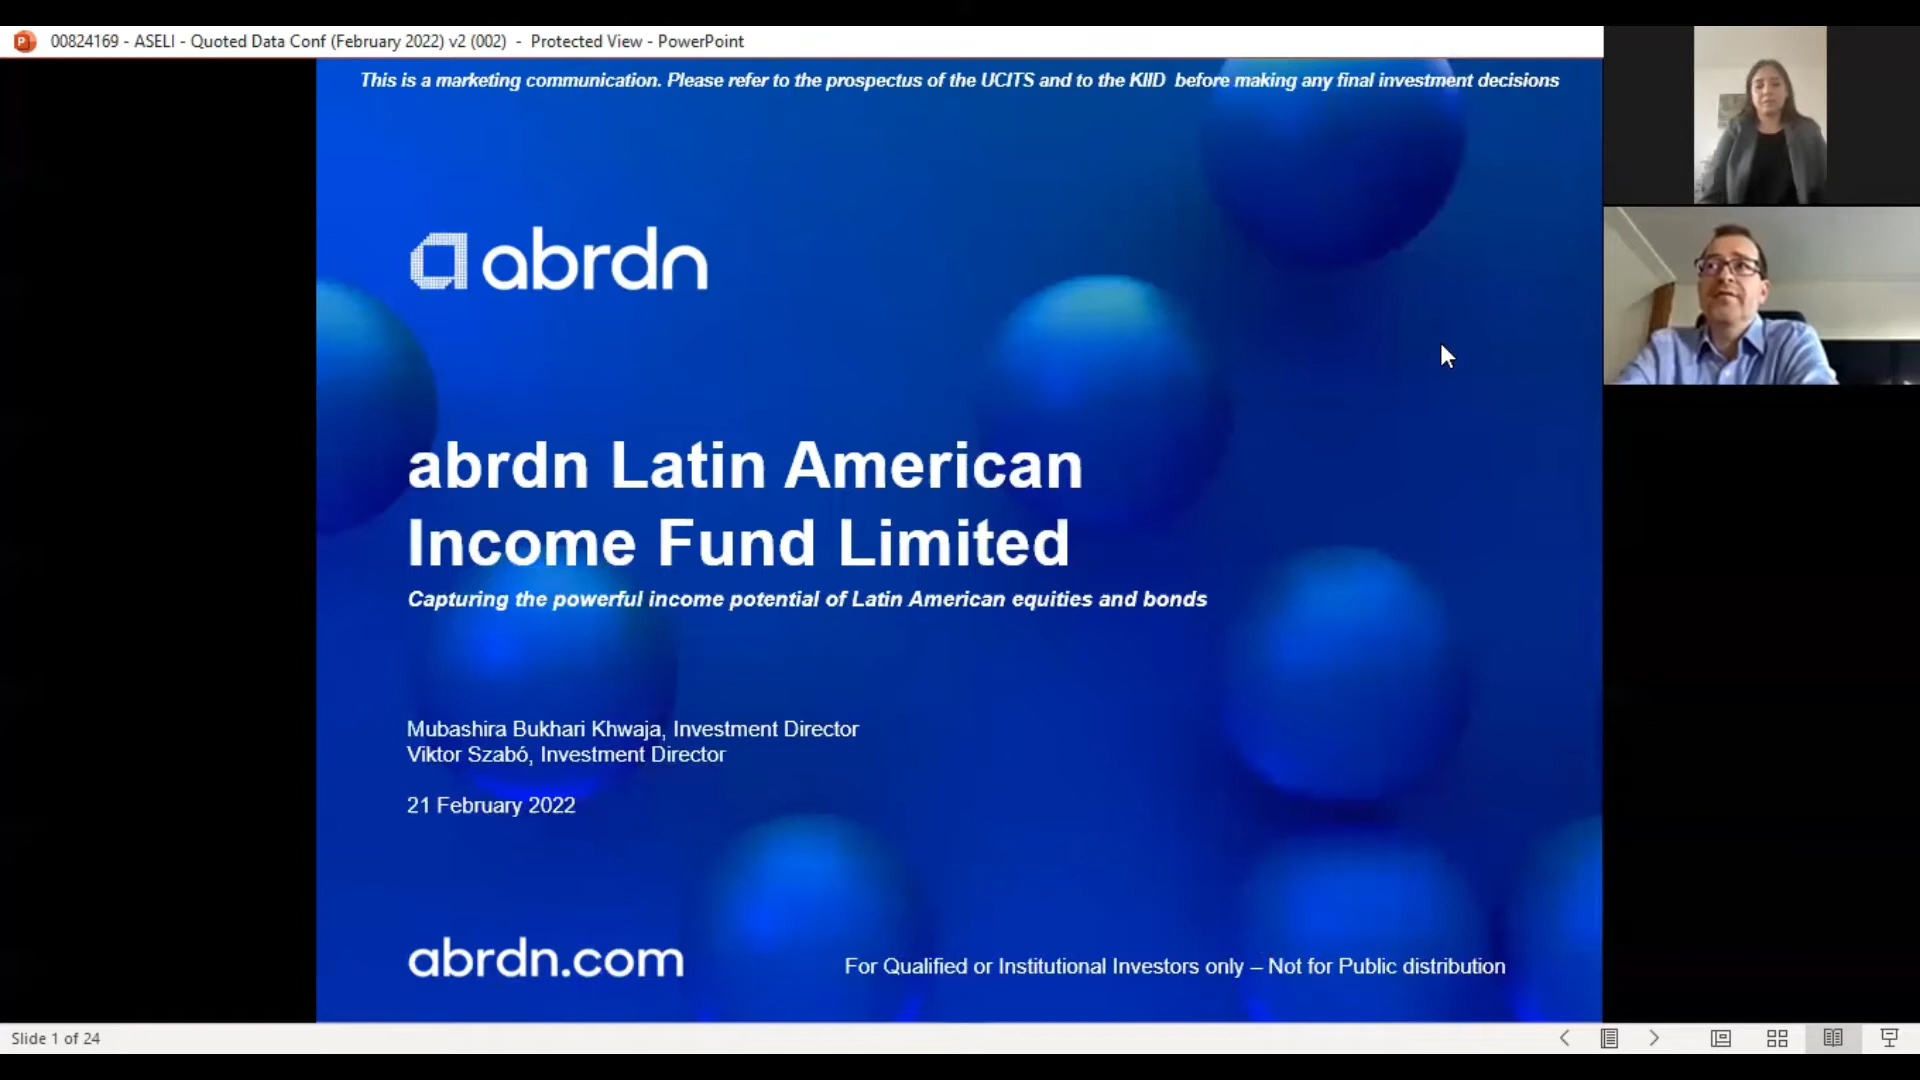 00824169 - ASELI - Quoted Data Conf (February 2022) v2 (002) - Protected View - PowerPoint
This is a marketing communication. Please refer to the prospectus of the UCITS and to the KIID before making any final investment decisions
abrdn
abrdn Latin American
Income Fund Limited
Capturing the powerful income potential of Latin American equities and bonds
Mubashira Bukhari Khwaja, Investment Director
Viktor Szabó, Investment Director
21 February 2022
abrdn.com
For Qualified or Institutional Investors only – Not for Public distribution
Slide 1 of 24